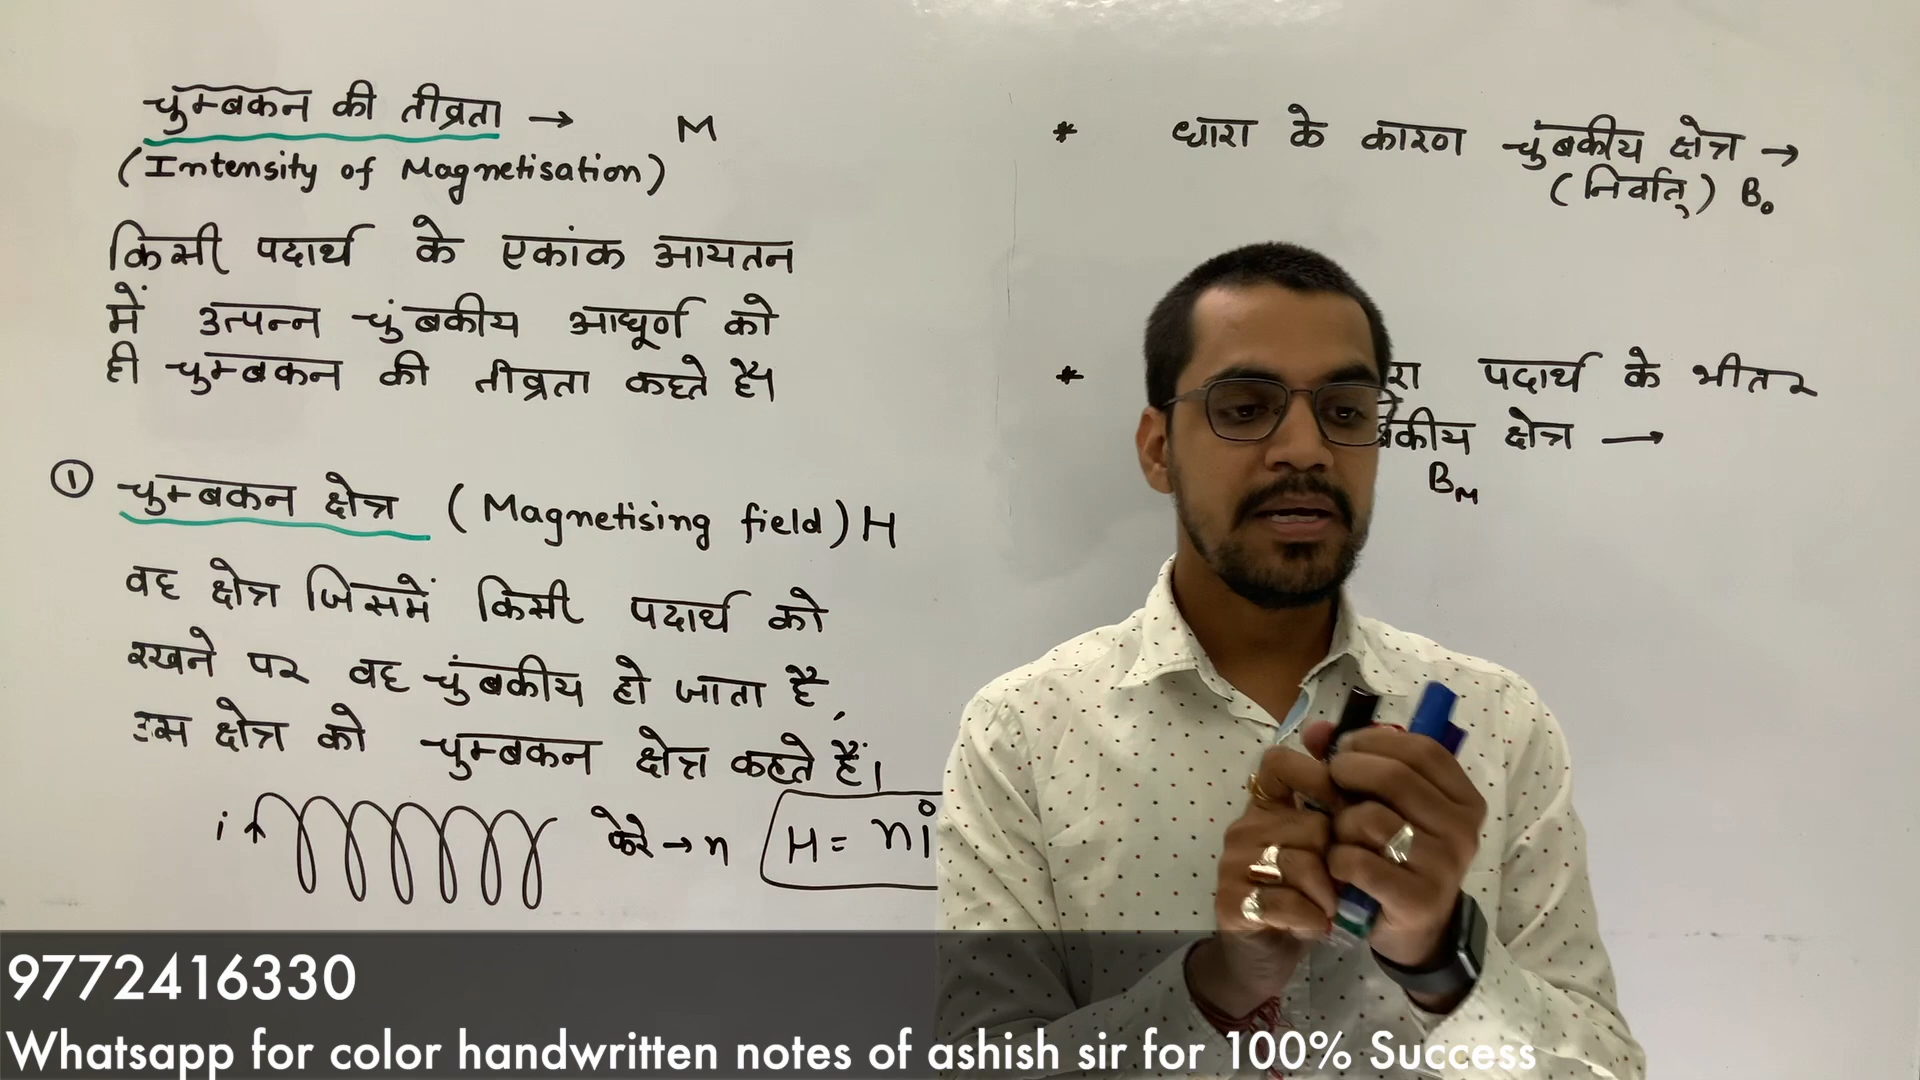 चुम्बकन की तीव्रता → M
(Intensity of Magnetisation)
किसी पदार्थ के एकांक आयतन
में उत्पन्न चुंबकीय आघूर्ण को
ही चुम्बकन की तीव्रता कहते है।
① चुम्बकन क्षेत्र (Magnetising field) H
वह क्षेत्र जिसमें किसी पदार्थ को
रखने पर वह चुंबकीय हो जाता है,
उस क्षेत्र को चुम्बकन क्षेत्र कहते हैं।
i फेरे → n H = ni
* धारा के कारण चुंबकीय क्षेत्र →
(निर्वात्) B₀
* पदार्थ के भीतर
क्षेत्र →
B_M
9772416330
Whatsapp for color handwritten notes of ashish sir for 100% Success